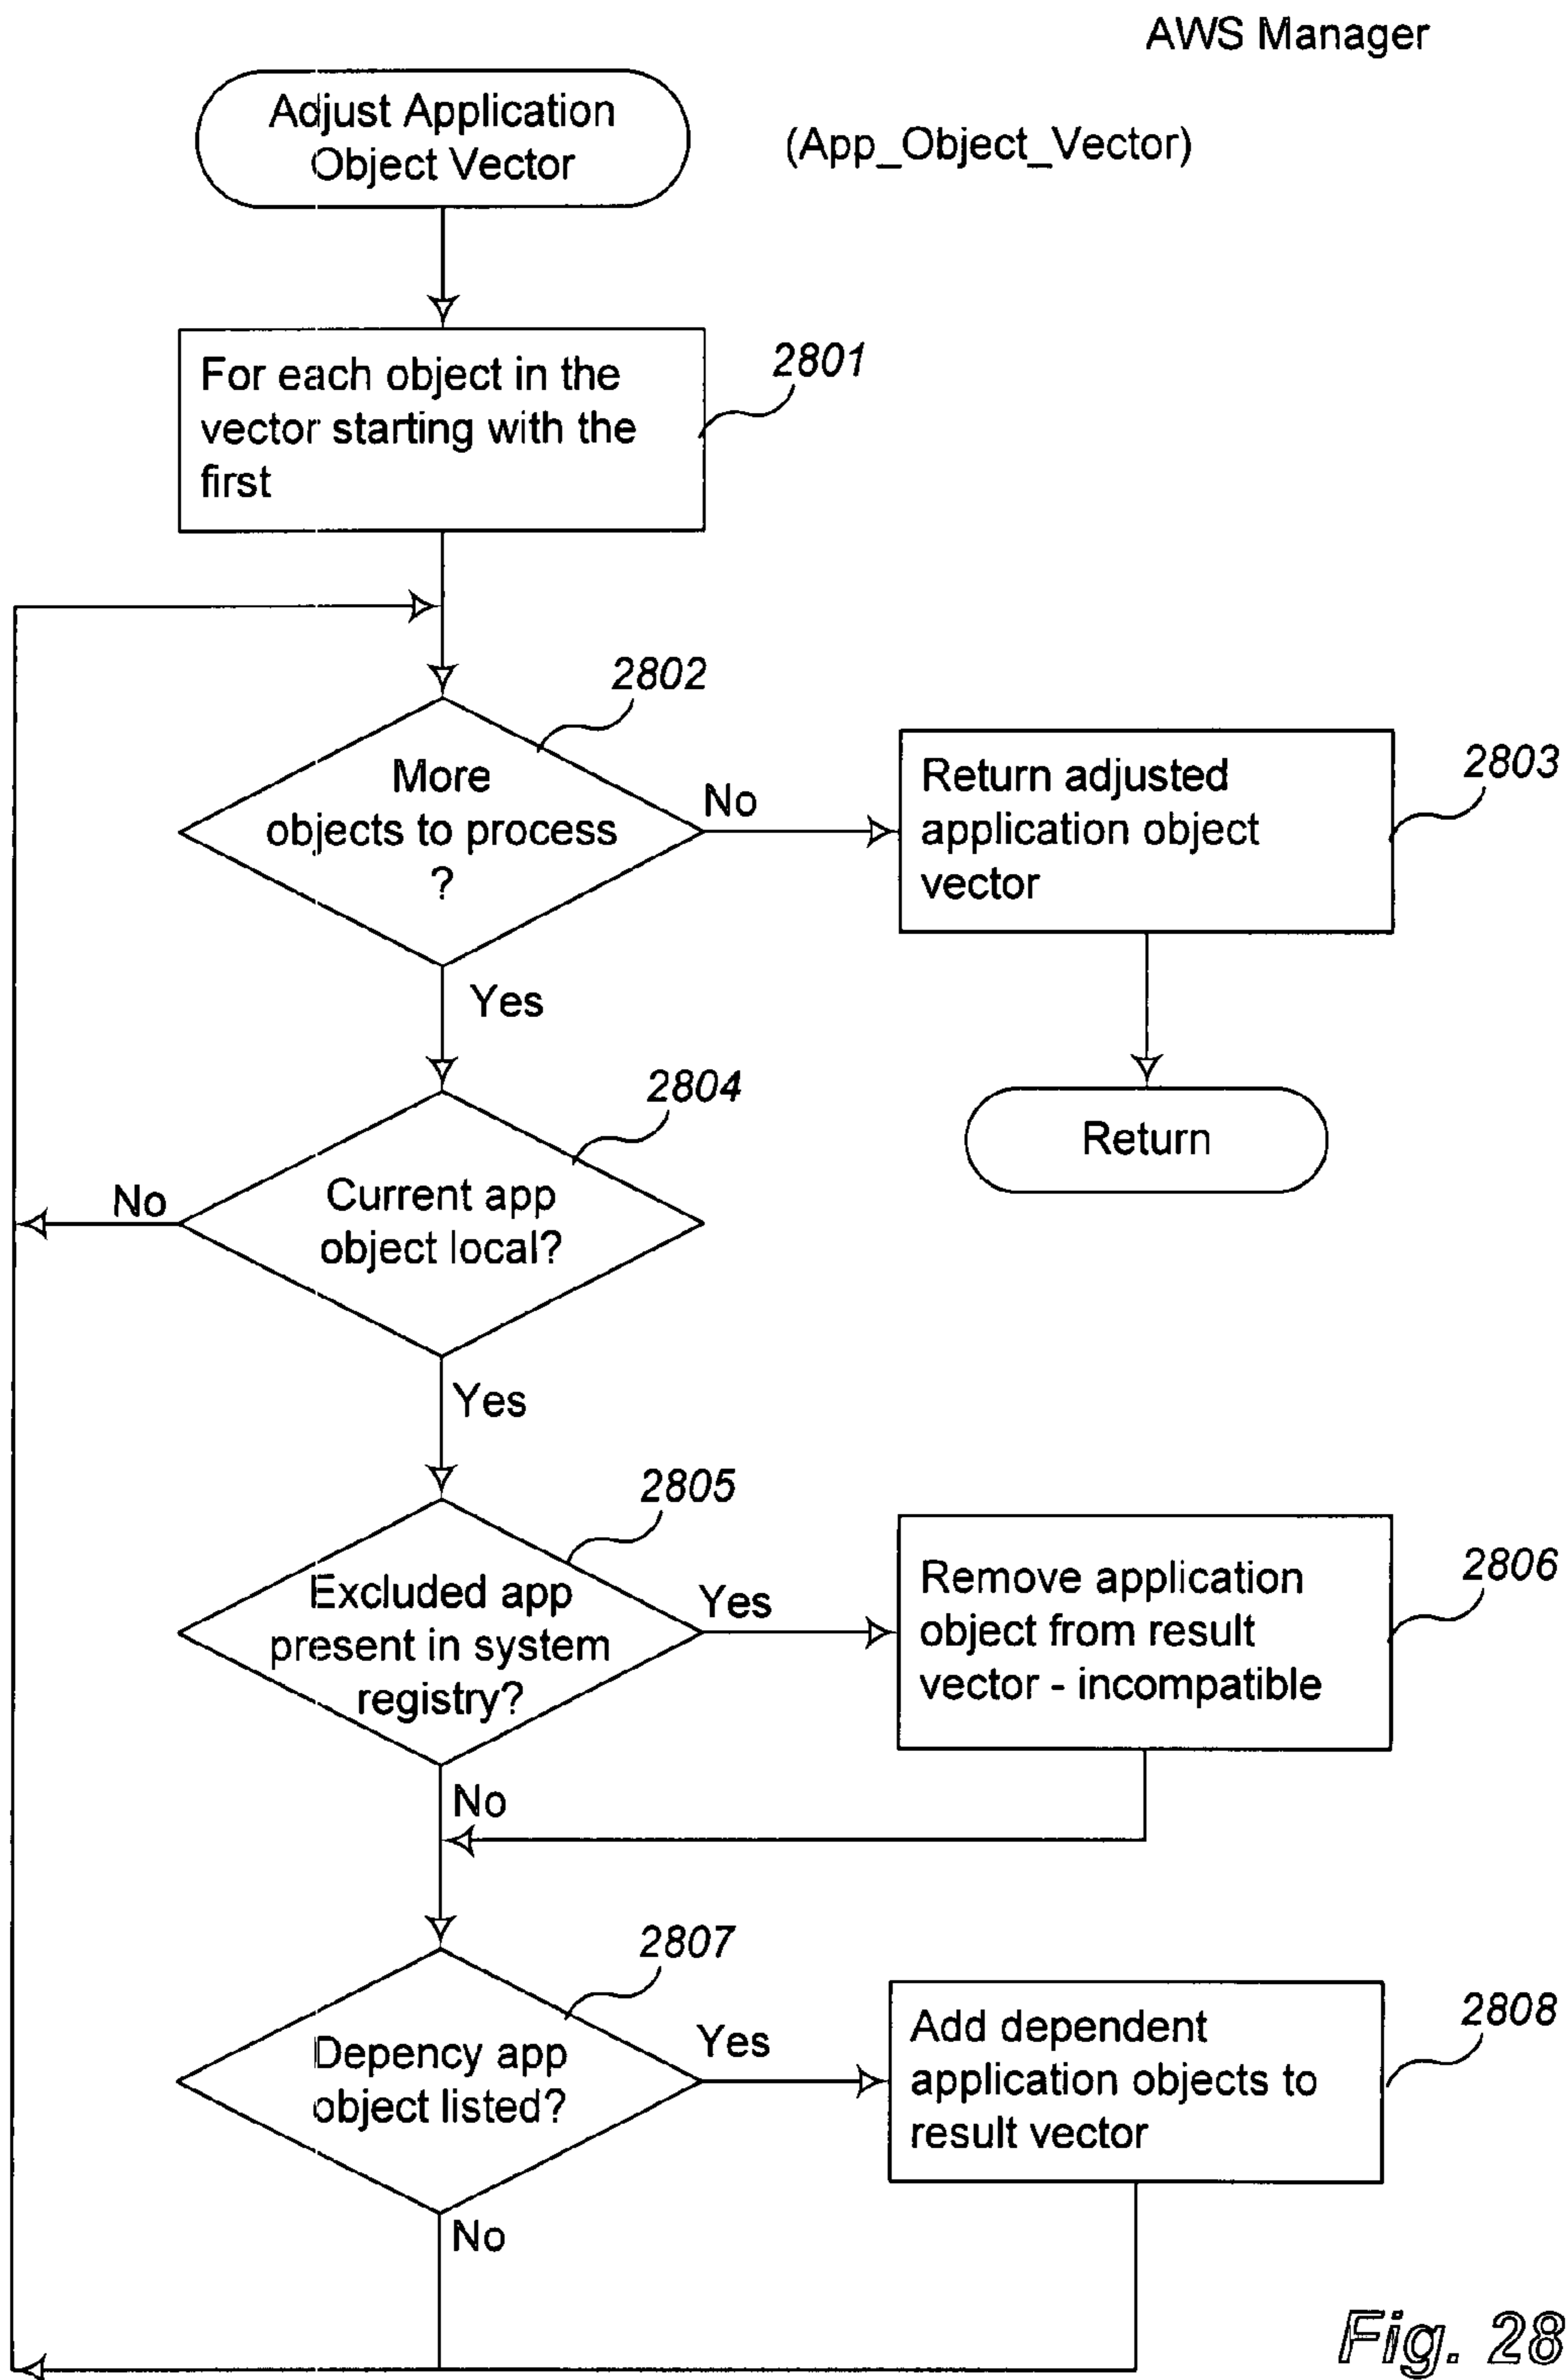 AWS Manager
Adjust Application
Object Vector
(App_Object_Vector)
For each object in the
vector starting with the
first
2801
2802
More
objects to process
?
No
Return adjusted
application object
vector
2803
Yes
Return
2804
Current app
object local?
No
Yes
2805
Excluded app
present in system
registry?
Yes
Remove application
object from result
vector - incompatible
2806
No
2807
Depency app
object listed?
Yes
Add dependent
application objects to
result vector
2808
No
Fig. 28